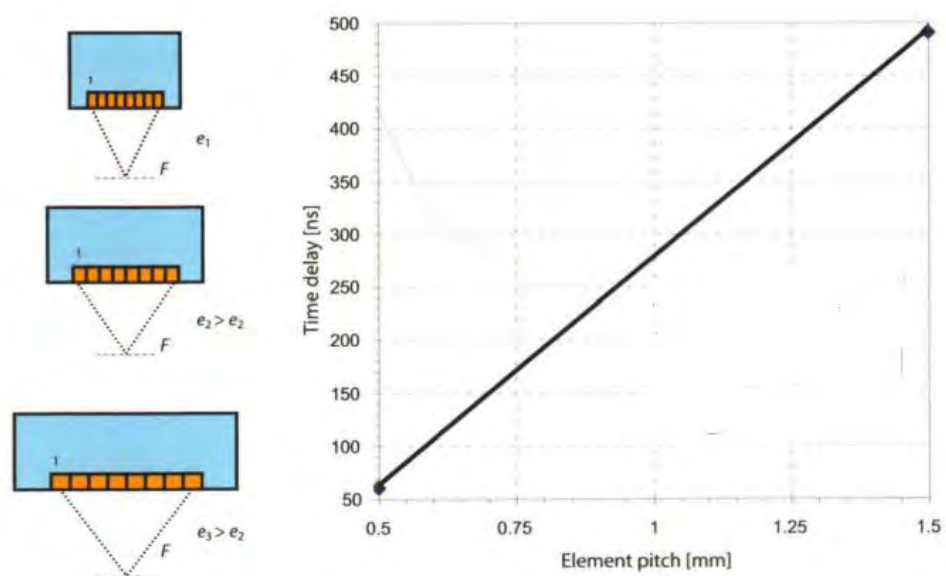 1
e1
F
1
e2 > e2
F
1
e3 > e2
F
Time delay [ns]
500
450
400
350
300
250
200
150
100
50
0.5 0.75 1 1.25 1.5
Element pitch [mm]